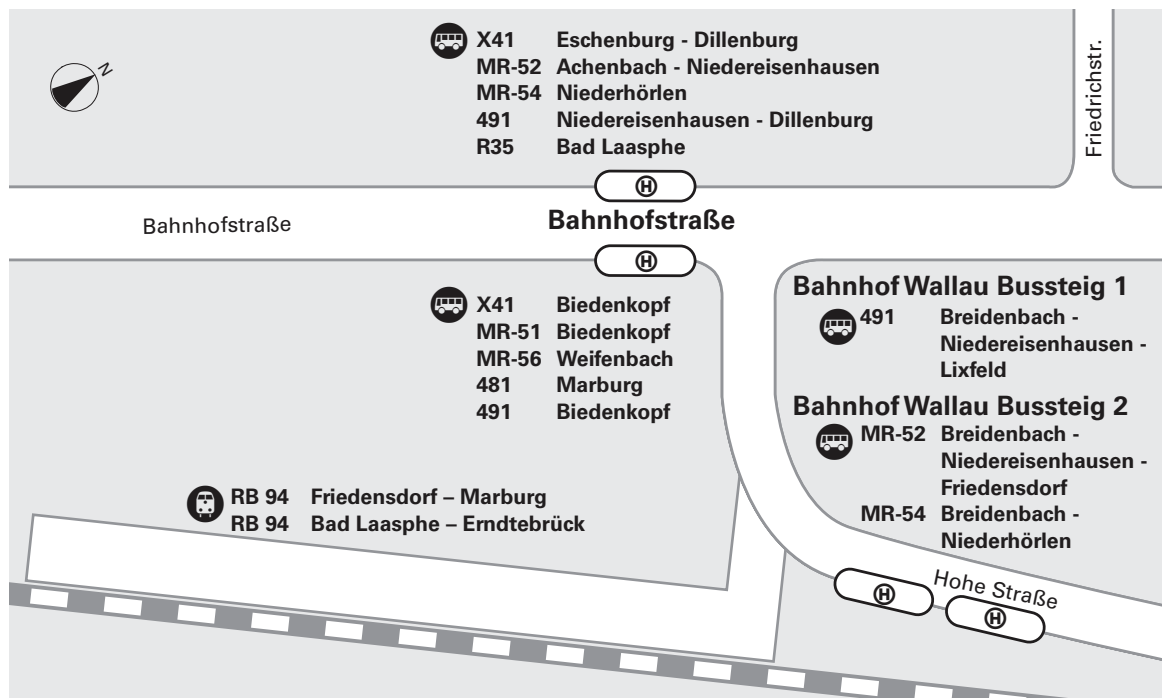 N
X41 Eschenburg - Dillenburg
MR-52 Achenbach - Niedereisenhausen
MR-54 Niederhörlen
491 Niedereisenhausen - Dillenburg
R35 Bad Laasphe
Friedrichstr.
H
Bahnhofstraße
Bahnhofstraße
H
X41 Biedenkopf
MR-51 Biedenkopf
MR-56 Weifenbach
481 Marburg
491 Biedenkopf
Bahnhof Wallau Bussteig 1
491 Breidenbach -
Niedereisenhausen -
Lixfeld
Bahnhof Wallau Bussteig 2
MR-52 Breidenbach -
Niedereisenhausen -
Friedensdorf
MR-54 Breidenbach -
Niederhörlen
RB 94 Friedensdorf – Marburg
RB 94 Bad Laasphe – Erndtebrück
Hohe Straße
H
H